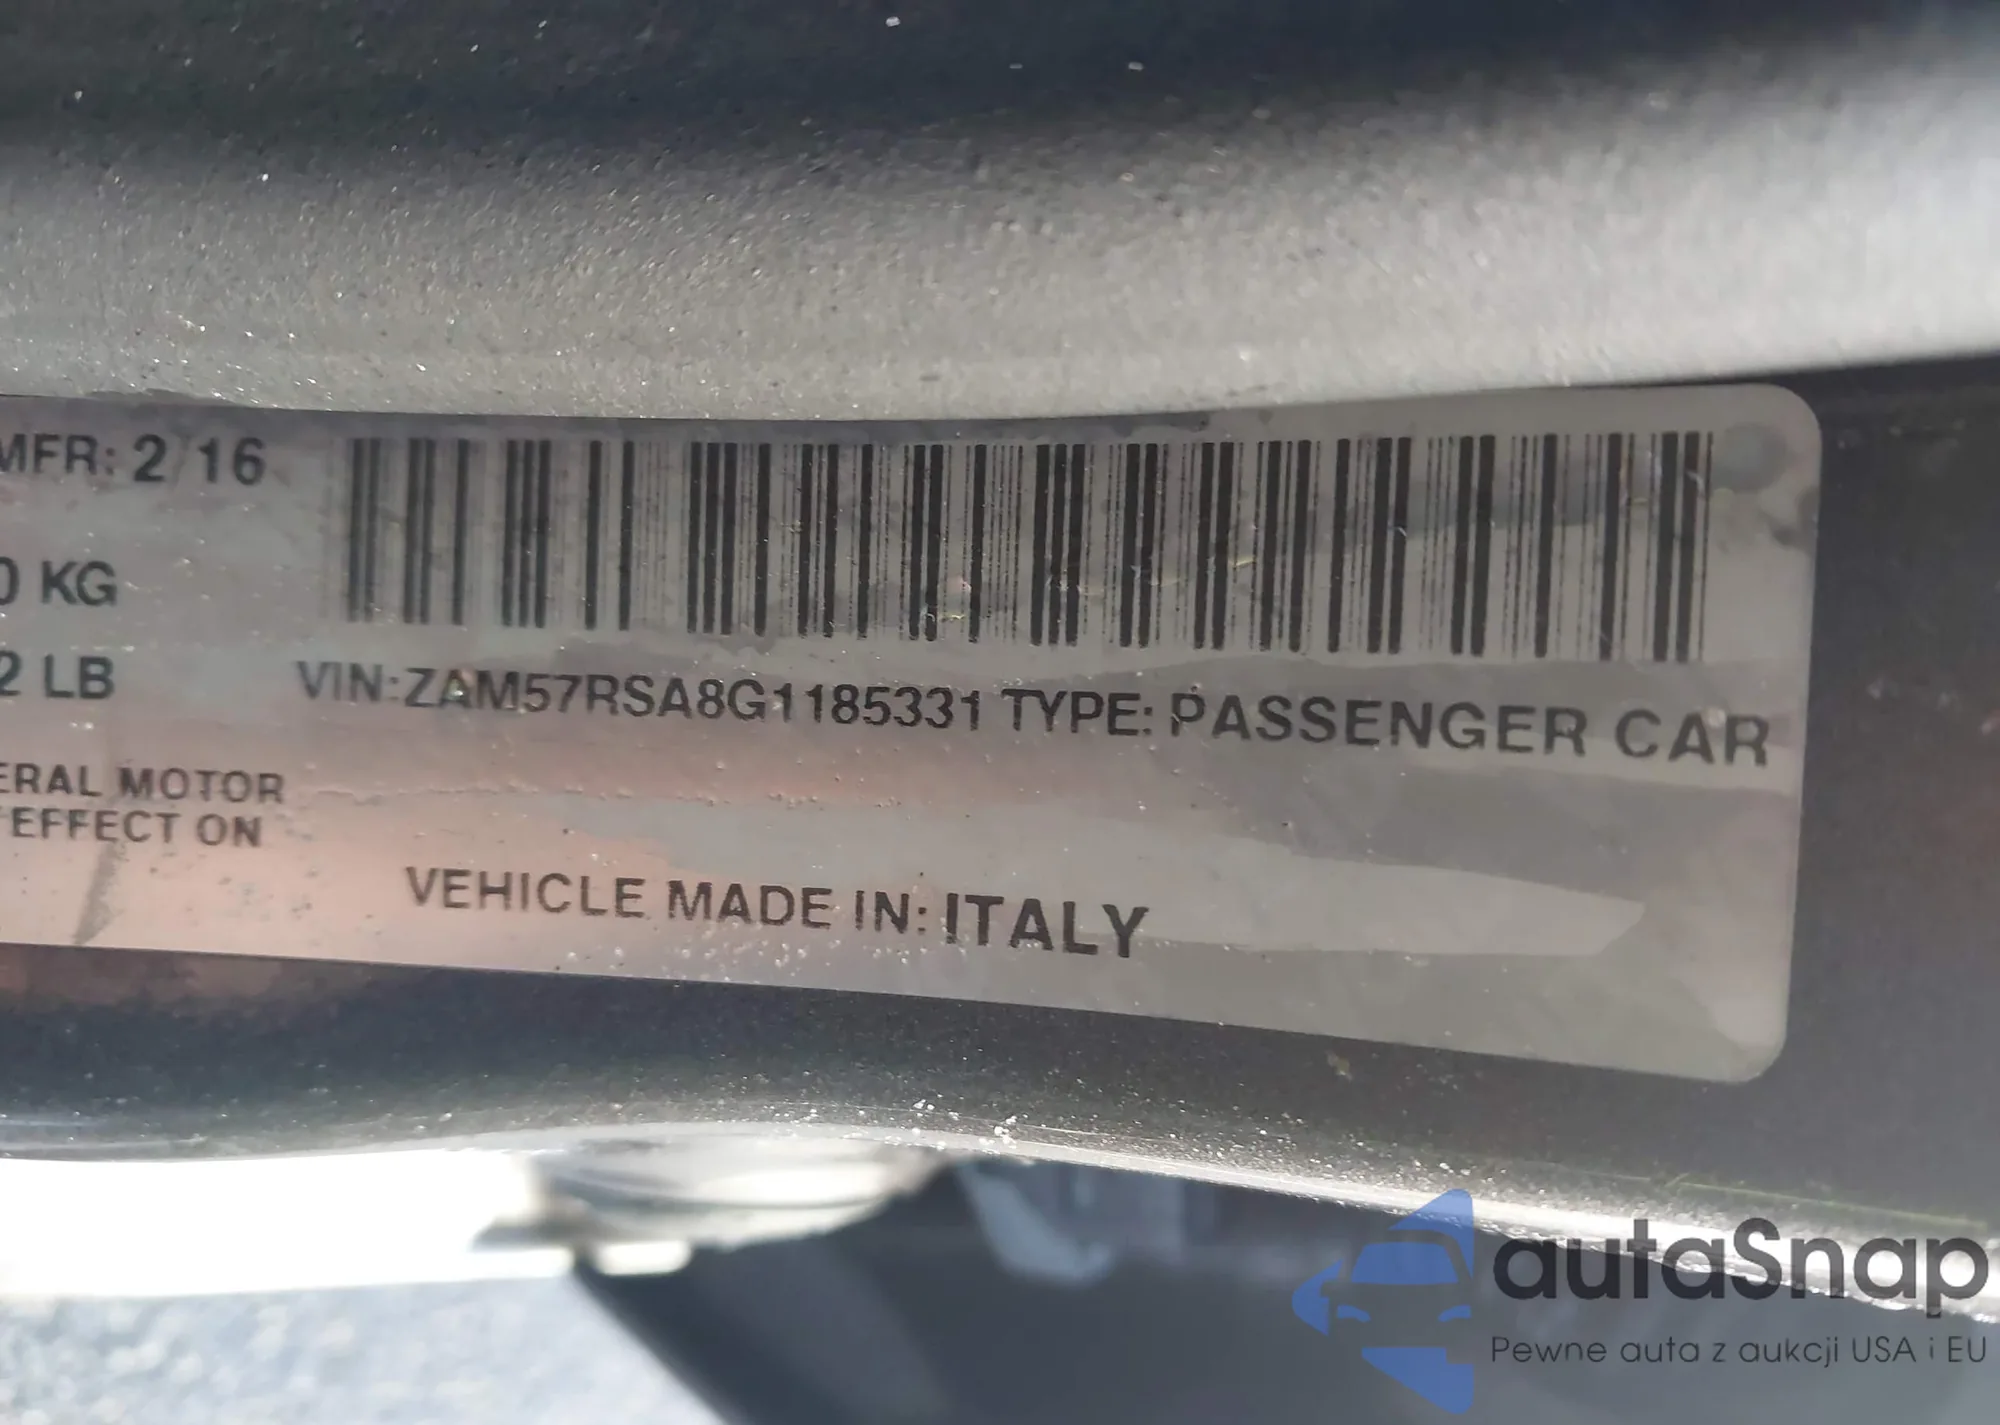 MFR: 2/16
0 KG
2 LB
VIN:ZAM57RSA8G1185331 TYPE: PASSENGER CAR
ERAL MOTOR
EFFECT ON
VEHICLE MADE IN: ITALY
autaSnap
Pewne auta z aukcji USA i EU